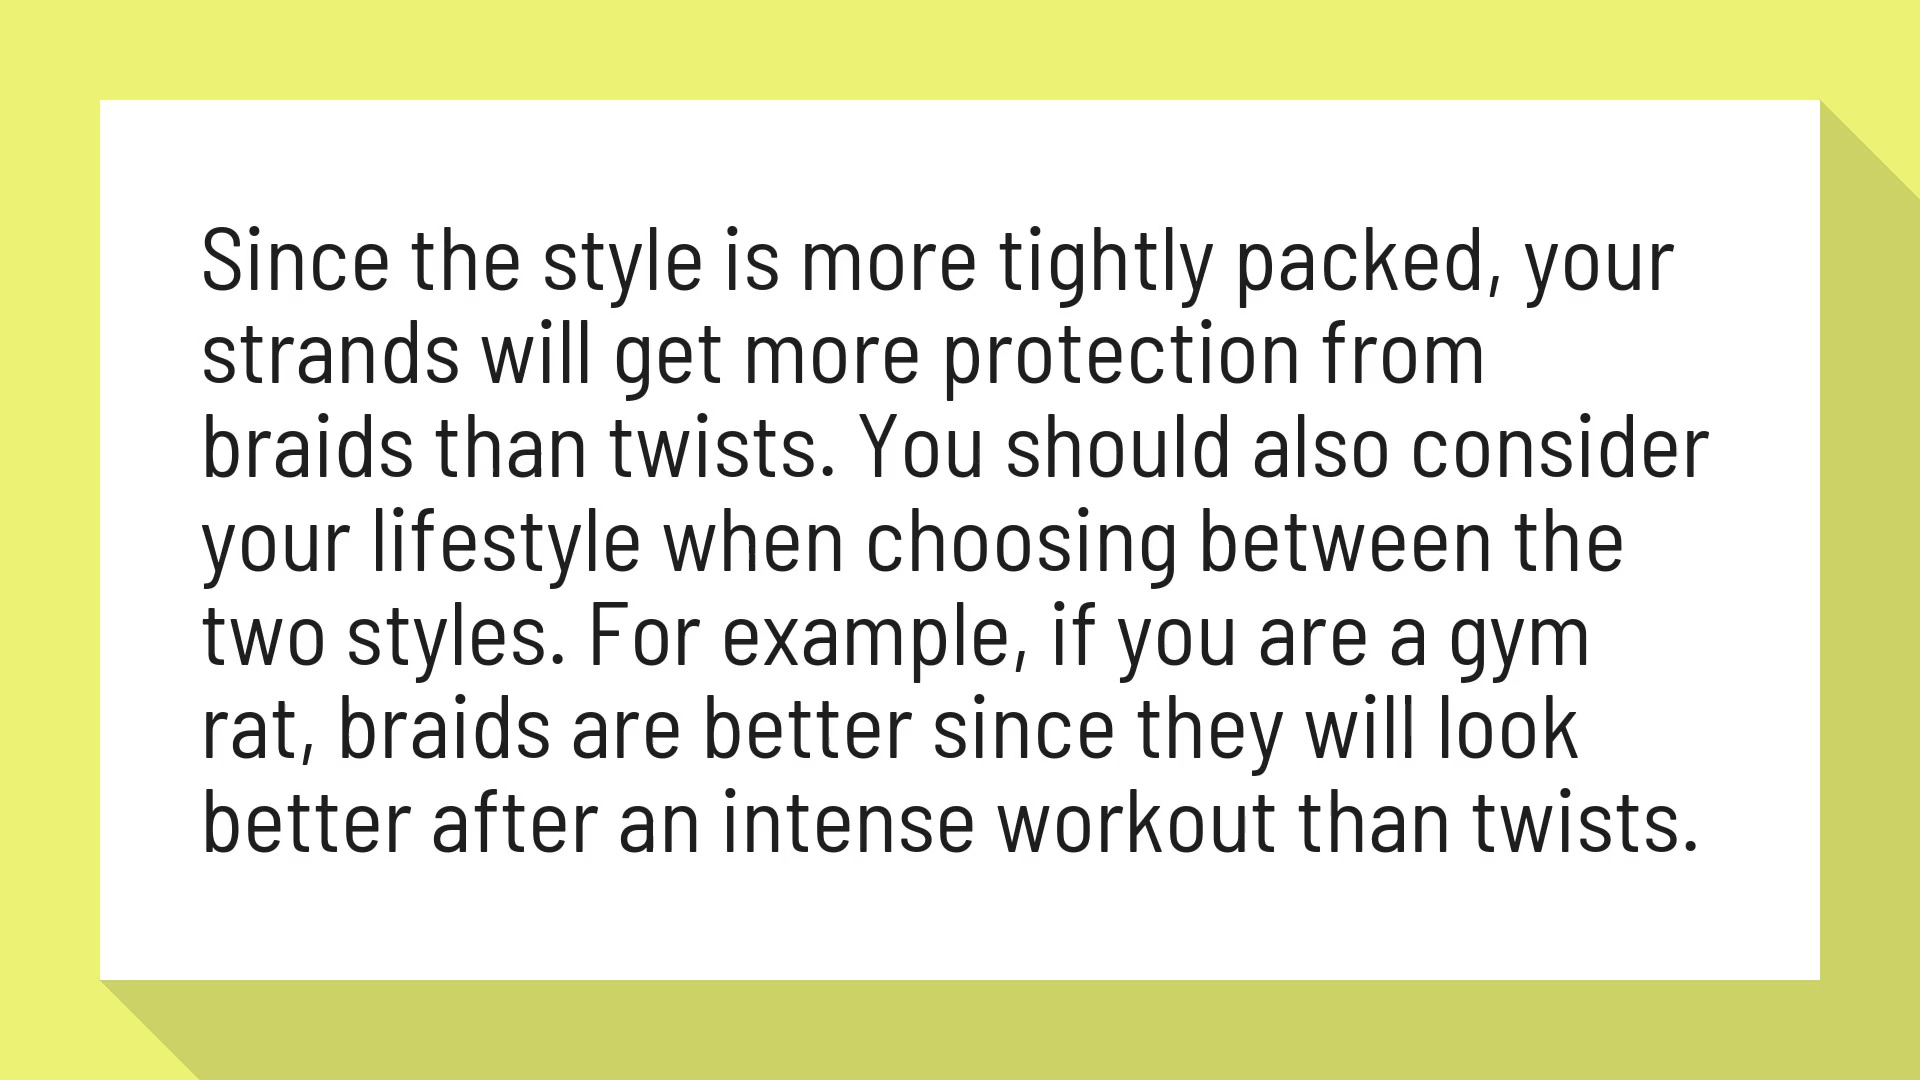 Since the style is more tightly packed, your
strands will get more protection from
braids than twists. You should also consider
your lifestyle when choosing between the
two styles. For example, if you are a gym
rat, braids are better since they will look
better after an intense workout than twists.